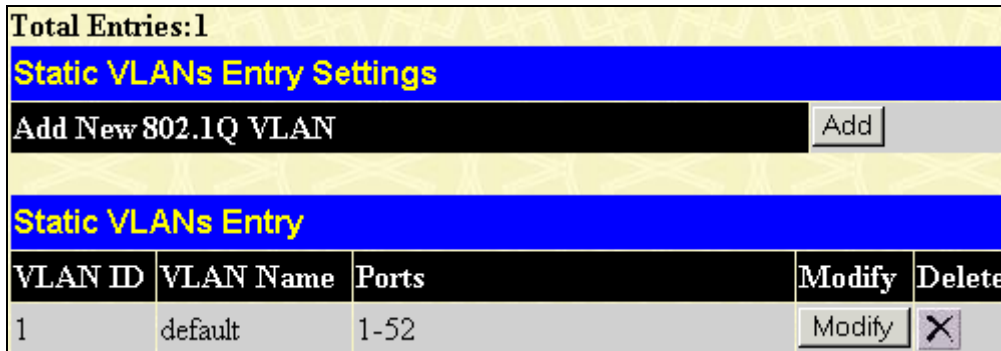 Total Entries:1
Static VLANs Entry Settings
Add New 802.1Q VLAN Add
Static VLANs Entry
VLAN ID VLAN Name Ports Modify Delete
1 default 1-52 Modify X